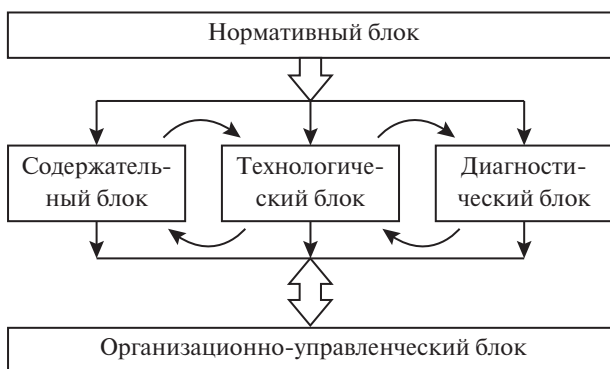 Нормативный блок
Содержатель-
ный блок
Технологиче-
ский блок
Диагности-
ческий блок
Организационно-управленческий блок